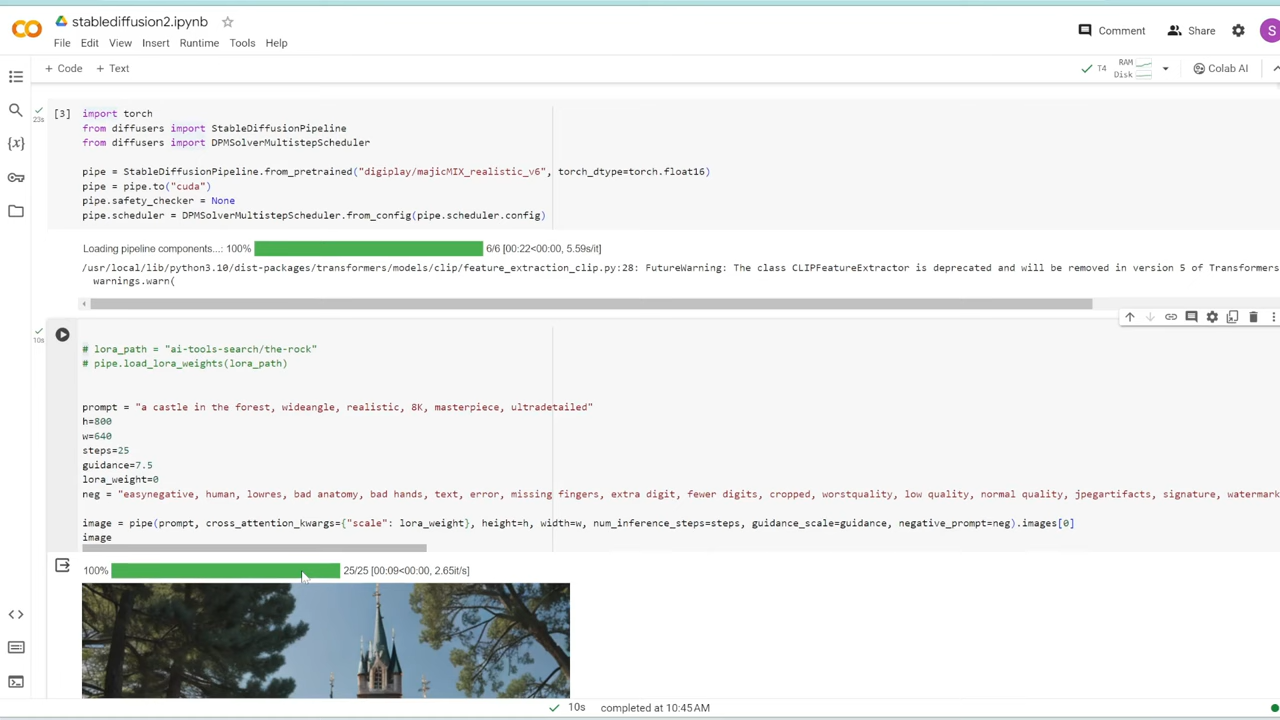 stablediffusion2.ipynb
File Edit View Insert Runtime Tools Help
Comment Share S
+ Code + Text
T4 RAM Disk Colab AI
[3] import torch
23s
from diffusers import StableDiffusionPipeline
from diffusers import DPMSolverMultistepScheduler
pipe = StableDiffusionPipeline.from_pretrained("digiplay/majicMIX_realistic_v6", torch_dtype=torch.float16)
pipe = pipe.to("cuda")
pipe.safety_checker = None
pipe.scheduler = DPMSolverMultistepScheduler.from_config(pipe.scheduler.config)
Loading pipeline components...: 100% 6/6 [00:22<00:00, 5.59s/it]
/usr/local/lib/python3.10/dist-packages/transformers/models/clip/feature_extraction_clip.py:28: FutureWarning: The class CLIPFeatureExtractor is deprecated and will be removed in version 5 of Transformers
warnings.warn(
10s
# lora_path = "ai-tools-search/the-rock"
# pipe.load_lora_weights(lora_path)
prompt = "a castle in the forest, wideangle, realistic, 8K, masterpiece, ultradetailed"
h=800
w=640
steps=25
guidance=7.5
lora_weight=0
neg = "easynegative, human, lowres, bad anatomy, bad hands, text, error, missing fingers, extra digit, fewer digits, cropped, worstquality, low quality, normal quality, jpegartifacts, signature, watermark
image = pipe(prompt, cross_attention_kwargs={"scale": lora_weight}, height=h, width=w, num_inference_steps=steps, guidance_scale=guidance, negative_prompt=neg).images[0]
image
100% 25/25 [00:09<00:00, 2.65it/s]
10s completed at 10:45AM